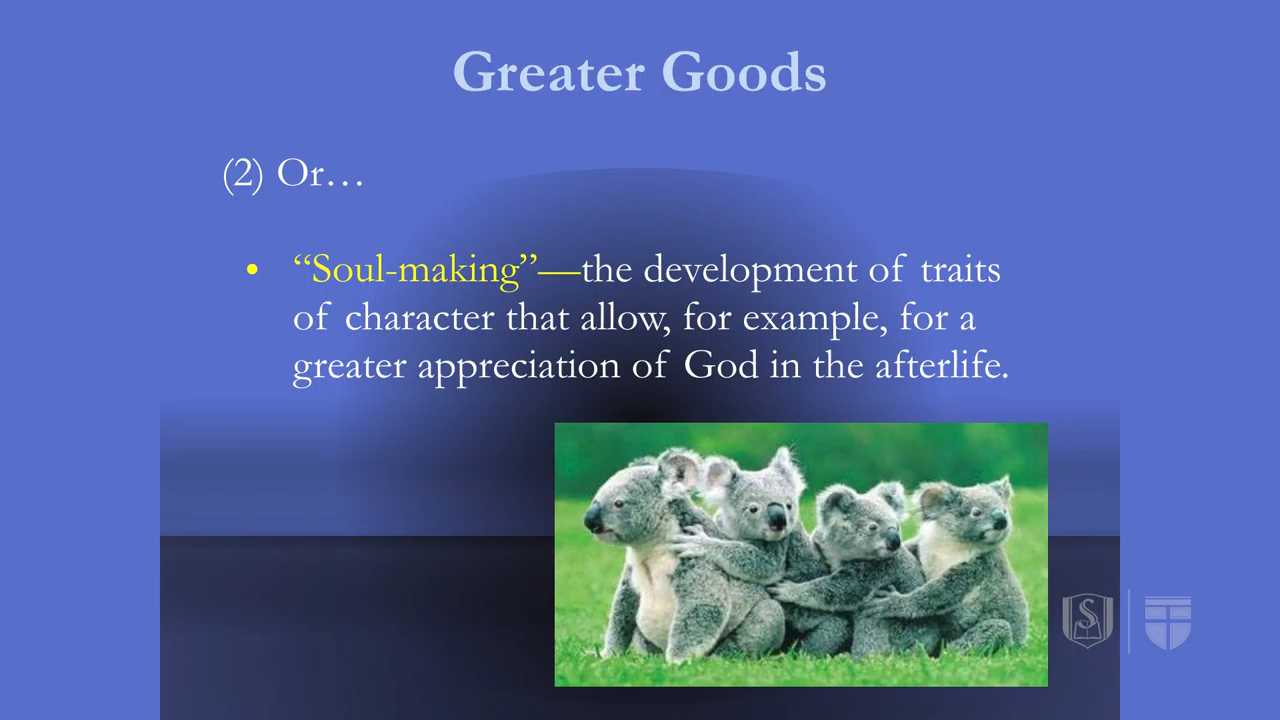 Greater Goods
(2) Or…
• “Soul-making”—the development of traits
of character that allow, for example, for a
greater appreciation of God in the afterlife.
S